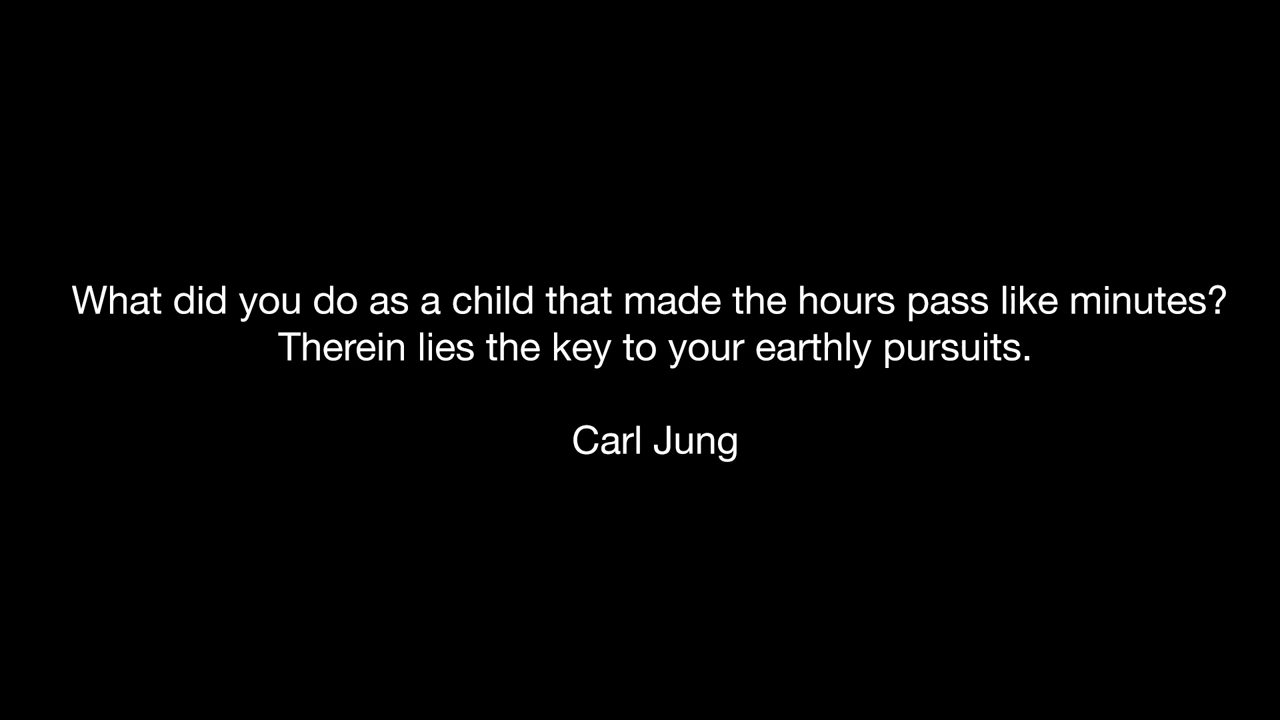 What did you do as a child that made the hours pass like minutes?
Therein lies the key to your earthly pursuits.
Carl Jung